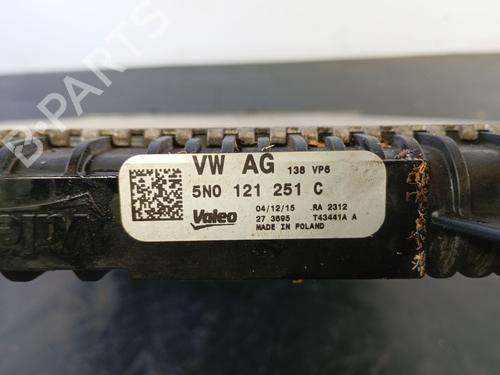 B-PARTS
VW AG 138 VP6
5N0 121 251 C
04/12/15 RA 2312
Valeo 27 3695 T43441A A
MADE IN POLAND